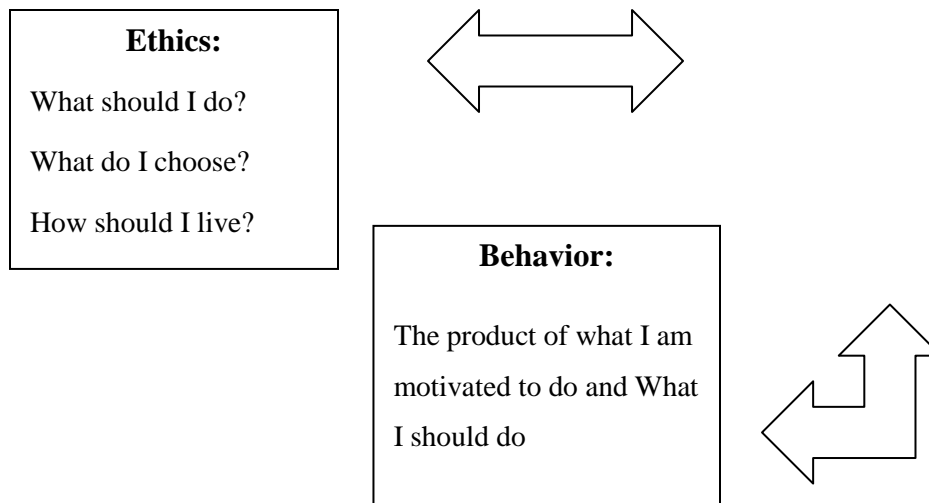 Ethics:
What should I do?
What do I choose?
How should I live?
Behavior:
The product of what I am
motivated to do and What
I should do